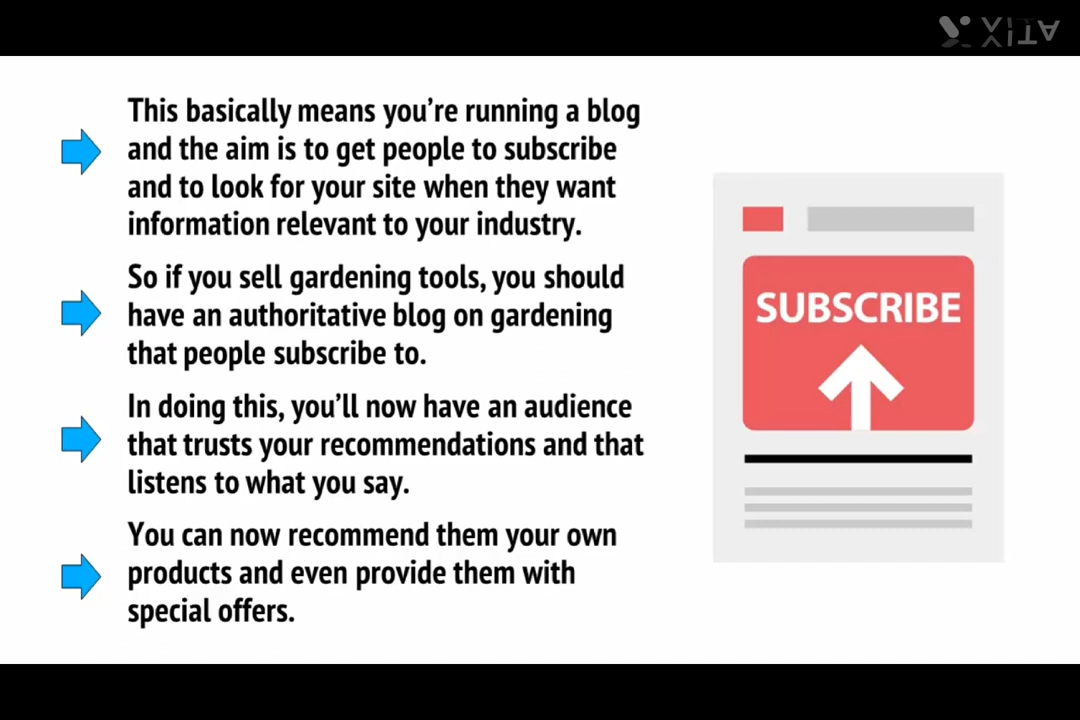 This basically means you're running a blog
and the aim is to get people to subscribe
and to look for your site when they want
information relevant to your industry.
So if you sell gardening tools, you should
have an authoritative blog on gardening
that people subscribe to.
In doing this, you'll now have an audience
that trusts your recommendations and that
listens to what you say.
You can now recommend them your own
products and even provide them with
special offers.
SUBSCRIBE